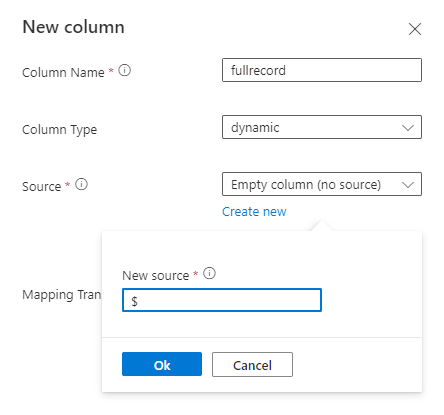 New column
Column Name *
fullrecord
Column Type
dynamic
Source *
Empty column (no source)
Create new
New source *
Mapping Tran
$
Ok
Cancel